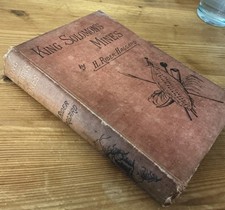 KING SOLOMON'S
MINES
by H. RIDER HAGGARD